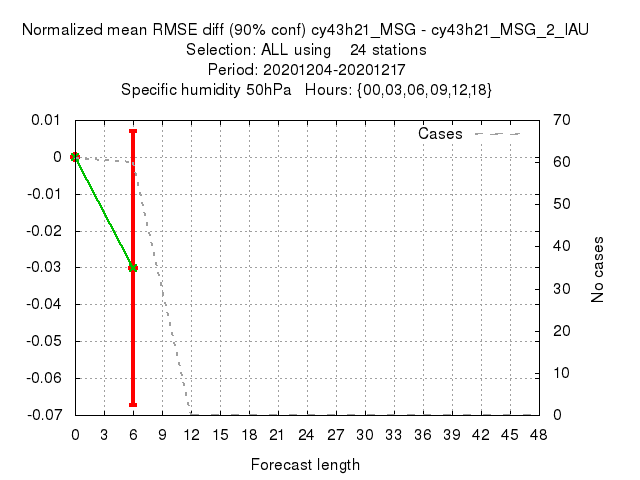 Normalized mean RMSE diff (90% conf) cy43h21_MSG - cy43h21_MSG_2_IAU
Selection: ALL using 24 stations
Period: 20201204-20201217
Specific humidity 50hPa Hours: {00,03,06,09,12,18}
Cases
0.01
0
-0.01
-0.02
-0.03
-0.04
-0.05
-0.06
-0.07
70
60
50
40
30
20
10
0
No cases
0 3 6 9 12 15 18 21 24 27 30 33 36 39 42 45 48
Forecast length